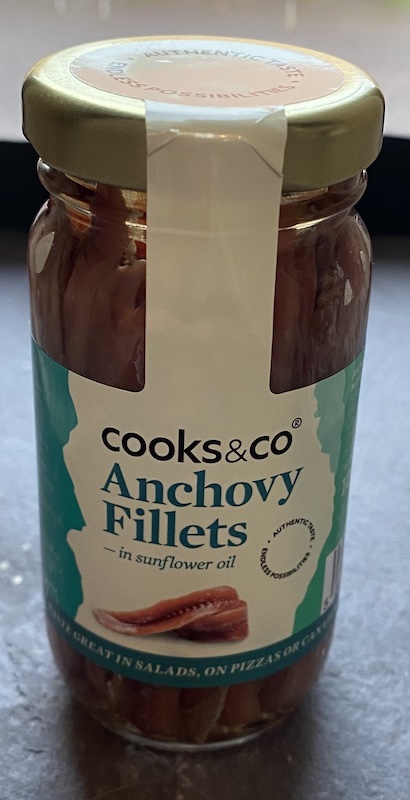 · AUTHENTIC TASTE ·
ENDLESS POSSIBILITIES
cooks&co®
Anchovy
Fillets
– in sunflower oil
· AUTHENTIC TASTE ·
ENDLESS POSSIBILITIES
GREAT IN SALADS, ON PIZZAS OR